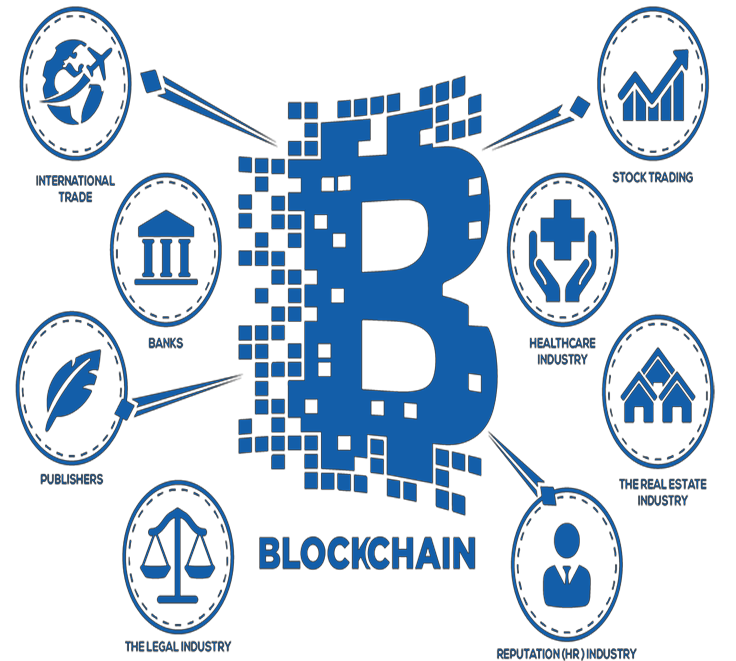 INTERNATIONAL
TRADE
STOCK TRADING
BANKS
HEALTHCARE
INDUSTRY
PUBLISHERS
THE REAL ESTATE
INDUSTRY
BLOCKCHAIN
THE LEGAL INDUSTRY
REPUTATION (HR) INDUSTRY